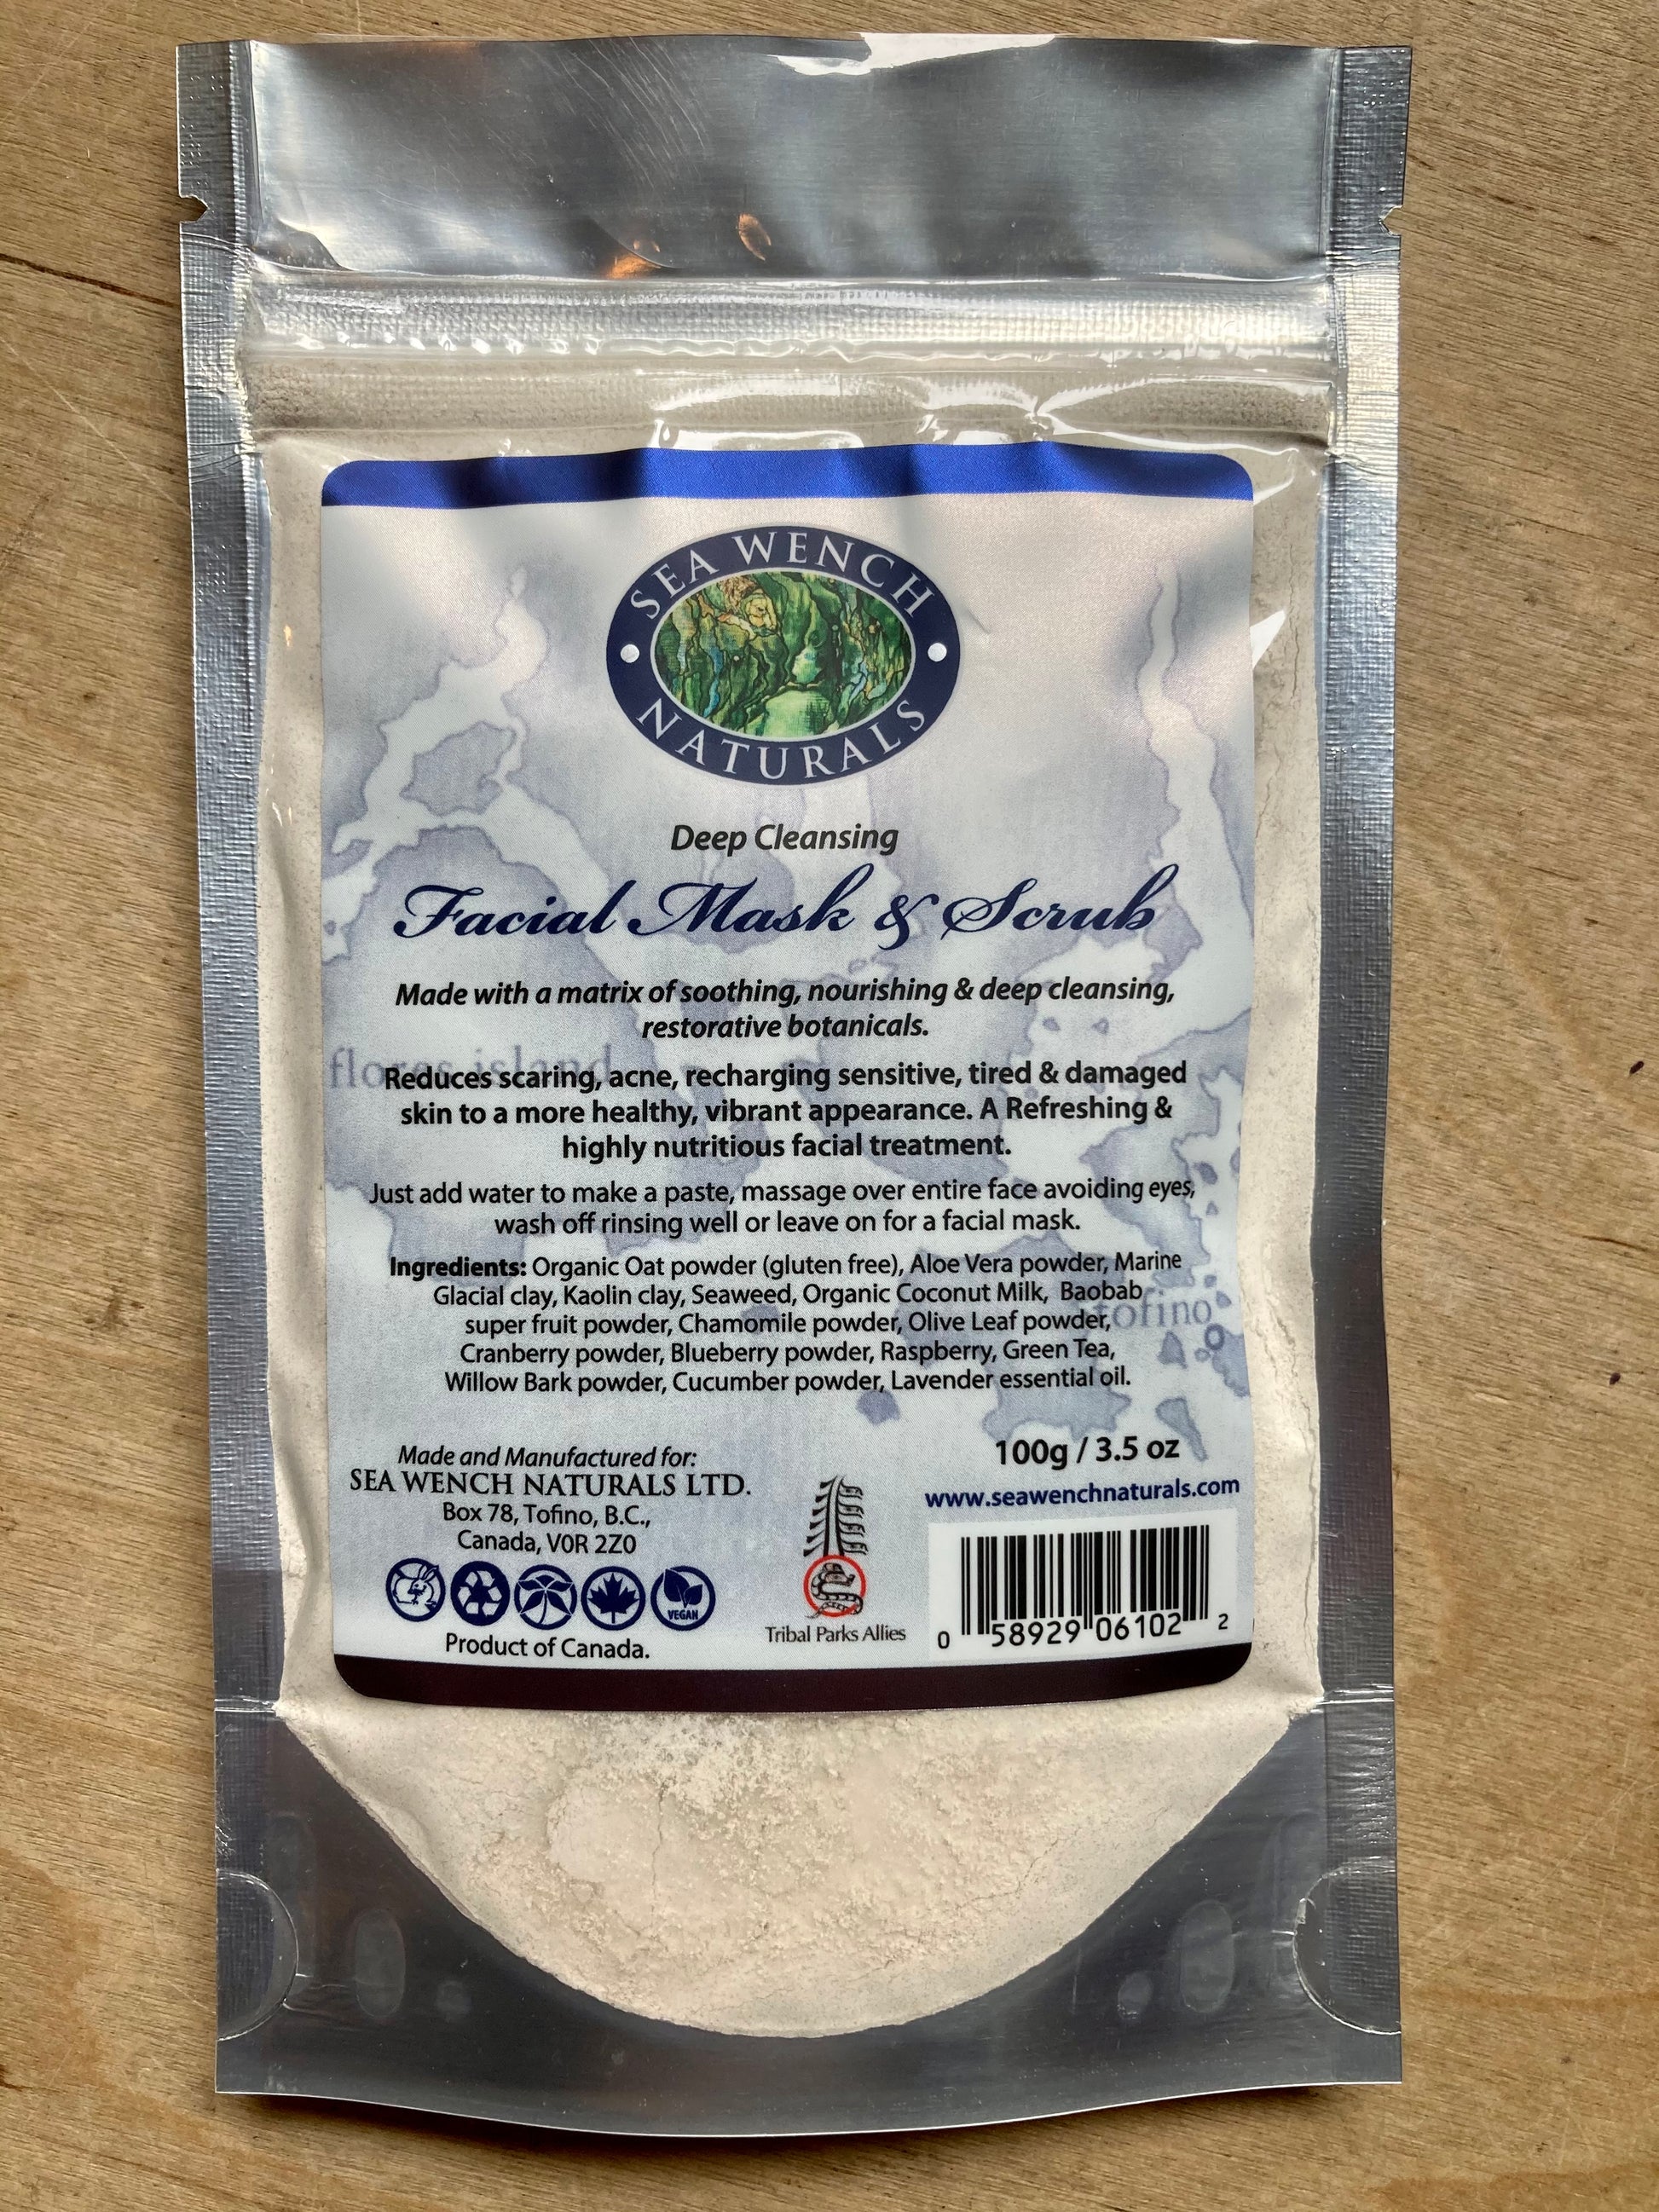 SEA WENCH
NATURALS
Deep Cleansing
Facial Mask & Scrub
Made with a matrix of soothing, nourishing & deep cleansing,
restorative botanicals.
flores island
Reduces scaring, acne, recharging sensitive, tired & damaged
skin to a more healthy, vibrant appearance. A Refreshing &
highly nutritious facial treatment.
Just add water to make a paste, massage over entire face avoiding eyes,
wash off rinsing well or leave on for a facial mask.
Ingredients: Organic Oat powder (gluten free), Aloe Vera powder, Marine
Glacial clay, Kaolin clay, Seaweed, Organic Coconut Milk, Baobab
super fruit powder, Chamomile powder, Olive Leaf powder,
tofino
Cranberry powder, Blueberry powder, Raspberry, Green Tea,
Willow Bark powder, Cucumber powder, Lavender essential oil.
Made and Manufactured for:
SEA WENCH NATURALS LTD.
Box 78, Tofino, B.C.,
Canada, V0R 2Z0
VEGAN
Product of Canada.
Tribal Parks Allies
100g / 3.5 oz
www.seawenchnaturals.com
0 58929 06102 2